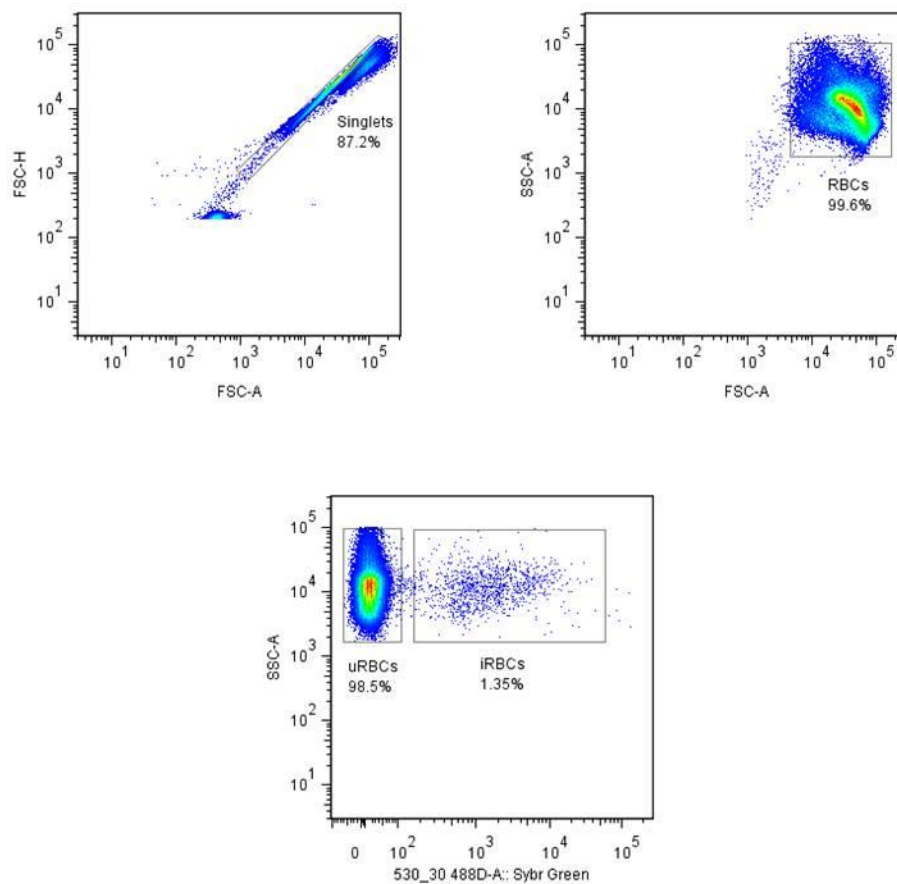 10^5
10^4
10^3
10^2
10^1
FSC-H
Singlets
87.2%
10^1 10^2 10^3 10^4 10^5
FSC-A
10^5
10^4
10^3
10^2
10^1
SSC-A
RBCs
99.6%
10^1 10^2 10^3 10^4 10^5
FSC-A
10^5
10^4
10^3
10^2
10^1
SSC-A
uRBCs
98.5%
iRBCs
1.35%
0 10^2 10^3 10^4 10^5
530_30 488D-A:: Sybr Green